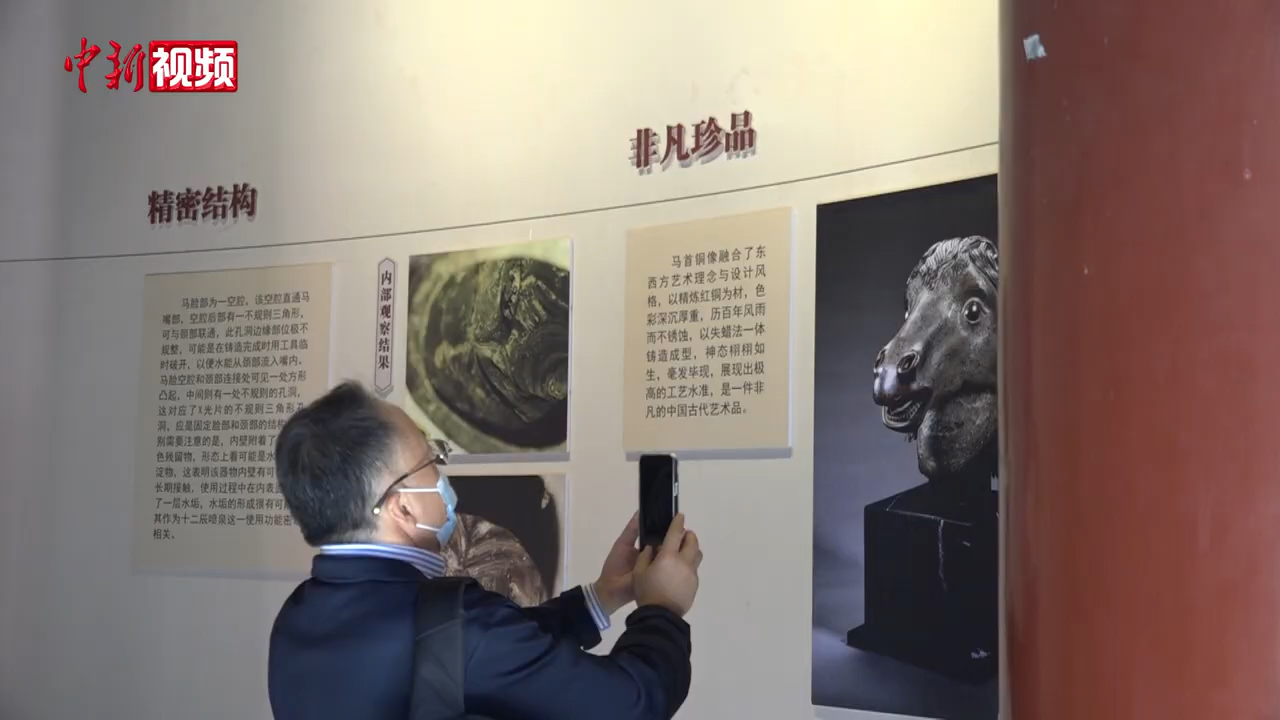 中新视频
非凡珍品
精密结构
马脸部为一空腔，该空腔直通马
嘴部，空腔后部有一不规则三角形，
可与颈部联通，此孔洞边缘部位极不
规整，可能是在铸造完成时用工具临
时破开，以便水能从颈部流入嘴内。
马脸空腔和颈部连接处可见一处方形
凸起，中间则有一处不规则的孔洞，
这对应了X光片的不规则三角形孔
洞，应是固定脸部和颈部的结构
别需要注意的是，内壁附着了
色残留物，形态上看可能是水
淀物，这表明该器物内壁有可
长期接触，使用过程中在内表
了一层水垢，水垢的形成很有可
其作为十二辰喷泉这一使用功能密
相关。
内部观察结果
马首铜像融合了东
西方艺术理念与设计风
格，以精炼红铜为材，色
彩深沉厚重，历百年风雨
而不锈蚀，以失蜡法一体
铸造成型，神态栩栩如
生，毫发毕现，展现出极
高的工艺水准，是一件非
凡的中国古代艺术品。